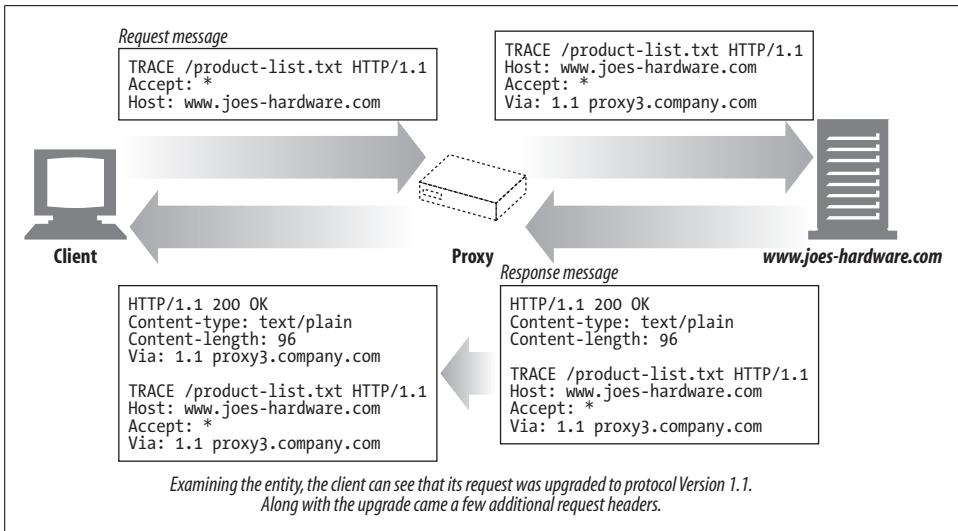 Request message
TRACE /product-list.txt HTTP/1.1
Accept: *
Host: www.joes-hardware.com
TRACE /product-list.txt HTTP/1.1
Host: www.joes-hardware.com
Accept: *
Via: 1.1 proxy3.company.com
Client
Proxy
www.joes-hardware.com
Response message
HTTP/1.1 200 OK
Content-type: text/plain
Content-length: 96
Via: 1.1 proxy3.company.com
TRACE /product-list.txt HTTP/1.1
Host: www.joes-hardware.com
Accept: *
Via: 1.1 proxy3.company.com
HTTP/1.1 200 OK
Content-type: text/plain
Content-length: 96
TRACE /product-list.txt HTTP/1.1
Host: www.joes-hardware.com
Accept: *
Via: 1.1 proxy3.company.com
Examining the entity, the client can see that its request was upgraded to protocol Version 1.1.
Along with the upgrade came a few additional request headers.